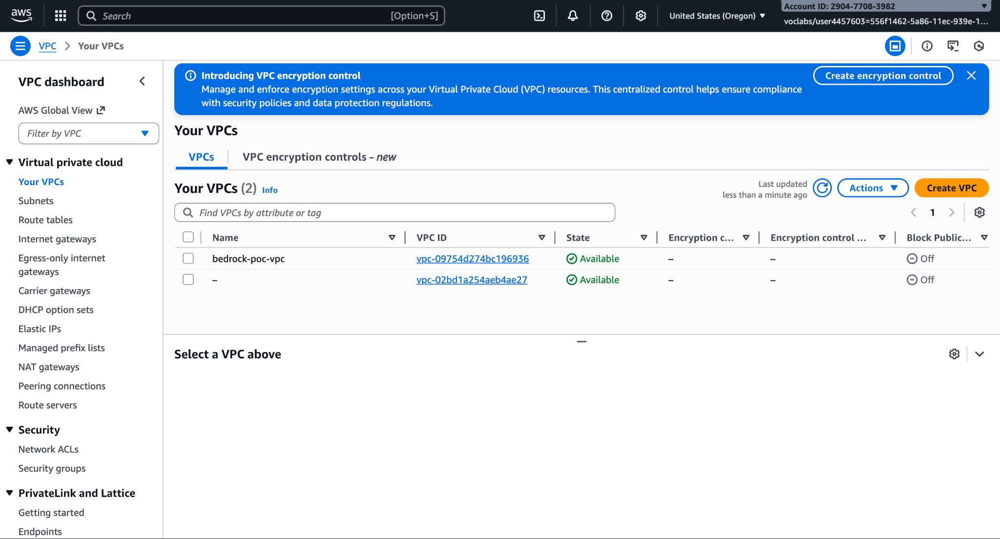 aws
Search [Option+S]
United States (Oregon)
Account ID: 2904-7708-3982
voclabs/user4457603=556f1462-5a86-11ec-939e-1...
VPC > Your VPCs
VPC dashboard
AWS Global View
Filter by VPC
Virtual private cloud
Your VPCs
Subnets
Route tables
Internet gateways
Egress-only internet
gateways
Carrier gateways
DHCP option sets
Elastic IPs
Managed prefix lists
NAT gateways
Peering connections
Route servers
Security
Network ACLs
Security groups
PrivateLink and Lattice
Getting started
Endpoints
Introducing VPC encryption control
Manage and enforce encryption settings across your Virtual Private Cloud (VPC) resources. This centralized control helps ensure compliance
with security policies and data protection regulations.
Create encryption control
Your VPCs
VPCs
VPC encryption controls - new
Your VPCs (2) Info
Last updated
less than a minute ago
Actions
Create VPC
Find VPCs by attribute or tag
1
Name VPC ID State Encryption c... Encryption control ... Block Public...
bedrock-poc-vpc vpc-09754d274bc196936 Available – – Off
– vpc-02bd1a254aeb4ae27 Available – – Off
Select a VPC above